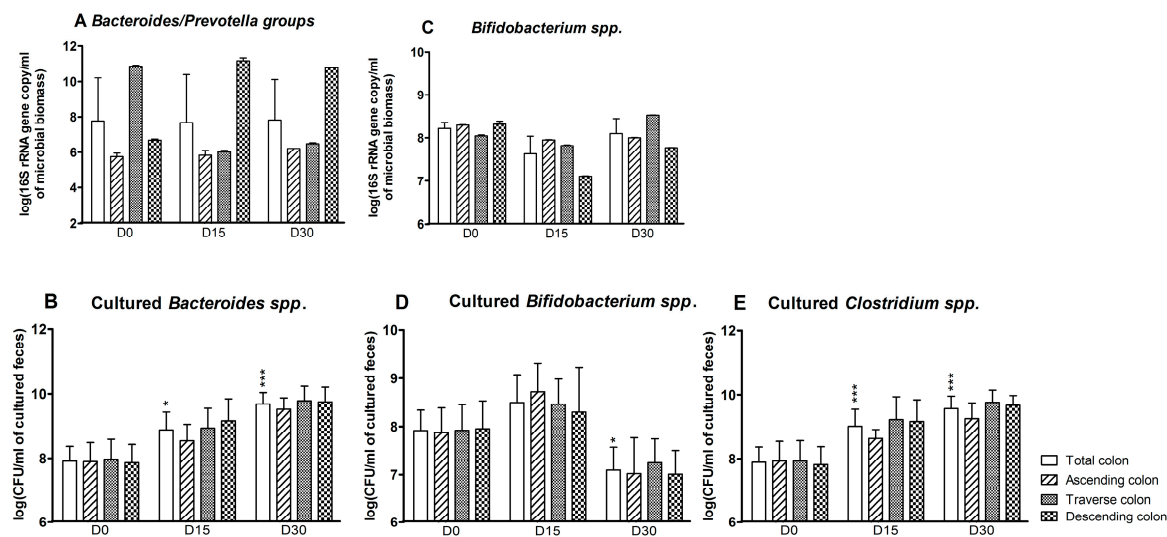 A Bacteroides/Prevotella groups
log(16S rRNA gene copy/ml
of microbial biomass)
12
10
8
6
4
2
D0 D15 D30
C Bifidobacterium spp.
log(16S rRNA gene copy/ml
of microbial biomass)
10
9
8
7
6
D0 D15 D30
B Cultured Bacteroides spp.
log(CFU/ml of cultured feces)
12
10
8
6
*
***
D0 D15 D30
D Cultured Bifidobacterium spp.
log(CFU/ml of cultured feces)
10
9
8
7
6
*
D0 D15 D30
E Cultured Clostridium spp.
log(CFU/ml of cultured feces)
12
10
8
6
***
***
D0 D15 D30
Total colon
Ascending colon
Traverse colon
Descending colon